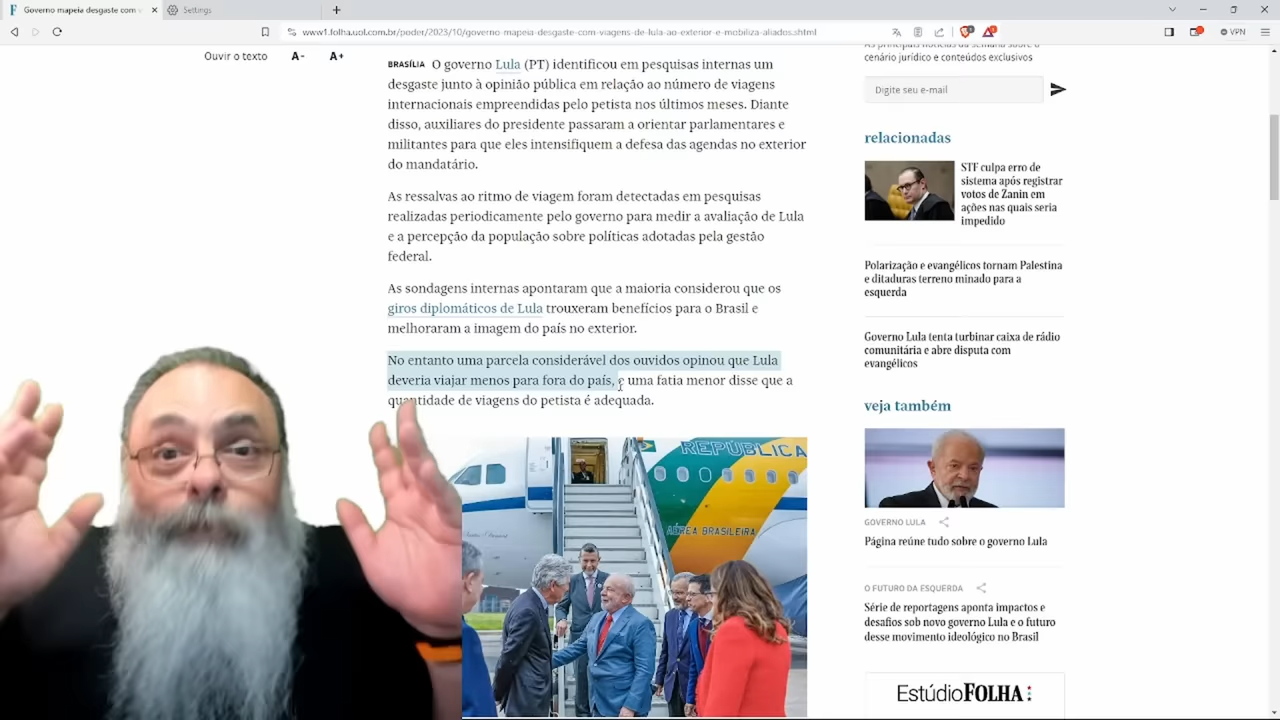 Governo mapeia desgaste com v
Settings
www1.folha.uol.com.br/poder/2023/10/governo-mapeia-desgaste-com-viagens-de-lula-ao-exterior-e-mobiliza-aliados.shtml
VPN
Ouvir o texto
A-
A+
BRASÍLIA O governo Lula (PT) identificou em pesquisas internas um
desgaste junto à opinião pública em relação ao número de viagens
internacionais empreendidas pelo petista nos últimos meses. Diante
disso, auxiliares do presidente passaram a orientar parlamentares e
militantes para que eles intensifiquem a defesa das agendas no exterior
do mandatário.
As ressalvas ao ritmo de viagem foram detectadas em pesquisas
realizadas periodicamente pelo governo para medir a avaliação de Lula
e a percepção da população sobre políticas adotadas pela gestão
federal.
As sondagens internas apontaram que a maioria considerou que os
giros diplomáticos de Lula trouxeram benefícios para o Brasil e
melhoraram a imagem do país no exterior.
No entanto uma parcela considerável dos ouvidos opinou que Lula
deveria viajar menos para fora do país, e uma fatia menor disse que a
quantidade de viagens do petista é adequada.
REPÚBLICA
AÉREA BRASILEIRA
As principais notícias da semana sobre o
cenário jurídico e conteúdos exclusivos
Digite seu e-mail
relacionadas
STF culpa erro de
sistema após registrar
votos de Zanin em
ações nas quais seria
impedido
Polarização e evangélicos tornam Palestina
e ditaduras terreno minado para a
esquerda
Governo Lula tenta turbinar caixa de rádio
comunitária e abre disputa com
evangélicos
veja também
GOVERNO LULA
Página reúne tudo sobre o governo Lula
O FUTURO DA ESQUERDA
Série de reportagens aponta impactos e
desafios sob novo governo Lula e o futuro
desse movimento ideológico no Brasil
EstúdioFOLHA